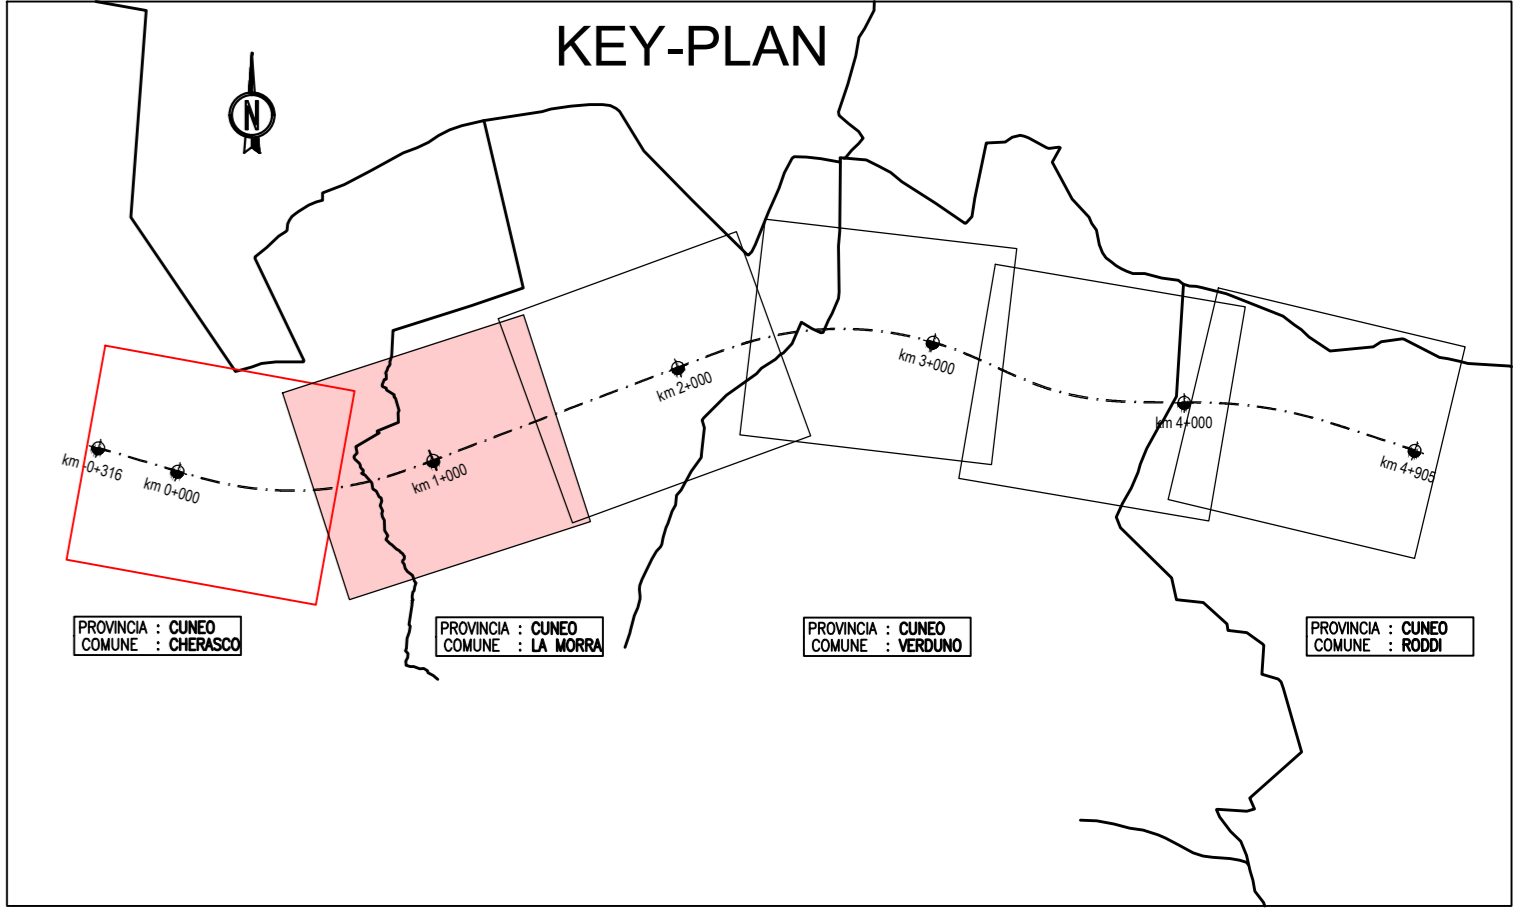 KEY-PLAN
N
km -0+316
km 0+000
km 1+000
km 2+000
km 3+000
km 4+000
km 4+905
PROVINCIA : CUNEO
COMUNE : CHERASCO
PROVINCIA : CUNEO
COMUNE : LA MORRA
PROVINCIA : CUNEO
COMUNE : VERDUNO
PROVINCIA : CUNEO
COMUNE : RODDI